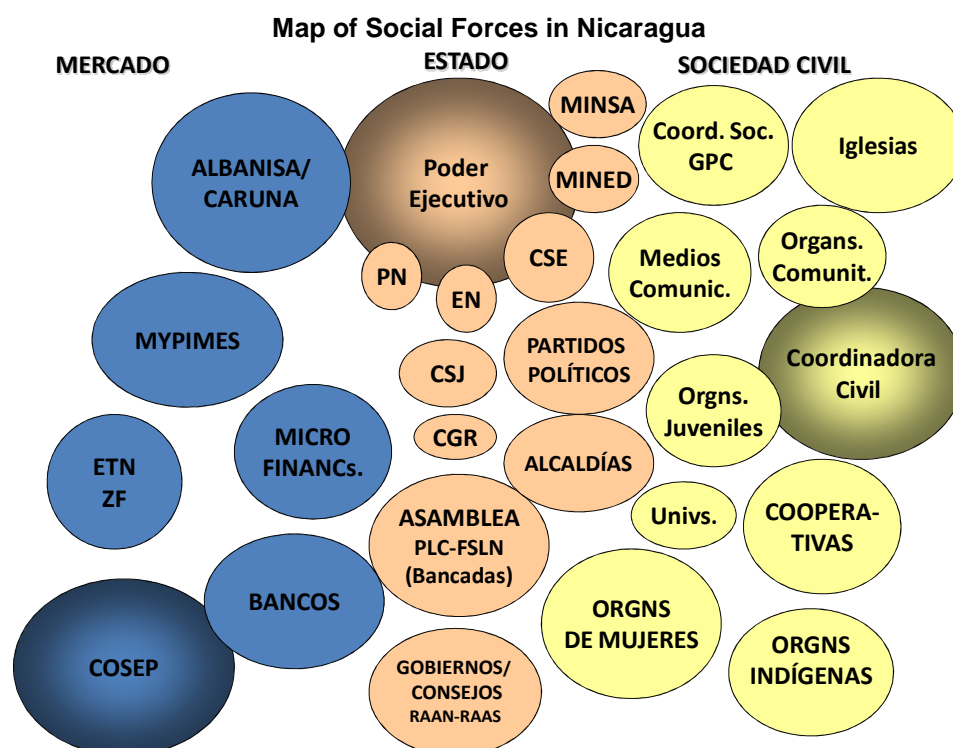 Map of Social Forces in Nicaragua
MERCADO
ESTADO
SOCIEDAD CIVIL
ALBANISA/
CARUNA
MYPIMES
MICRO
FINANCs.
ETN
ZF
BANCOS
COSEP
Poder
Ejecutivo
MINSA
MINED
CSE
PN
EN
CSJ
PARTIDOS
POLÍTICOS
CGR
ALCALDÍAS
ASAMBLEA
PLC-FSLN
(Bancadas)
GOBIERNOS/
CONSEJOS
RAAN-RAAS
Coord. Soc.
GPC
Iglesias
Medios
Comunic.
Organs.
Comunit.
Coordinadora
Civil
Orgns.
Juveniles
Univs.
COOPERA-
TIVAS
ORGNS
DE MUJERES
ORGNS
INDÍGENAS